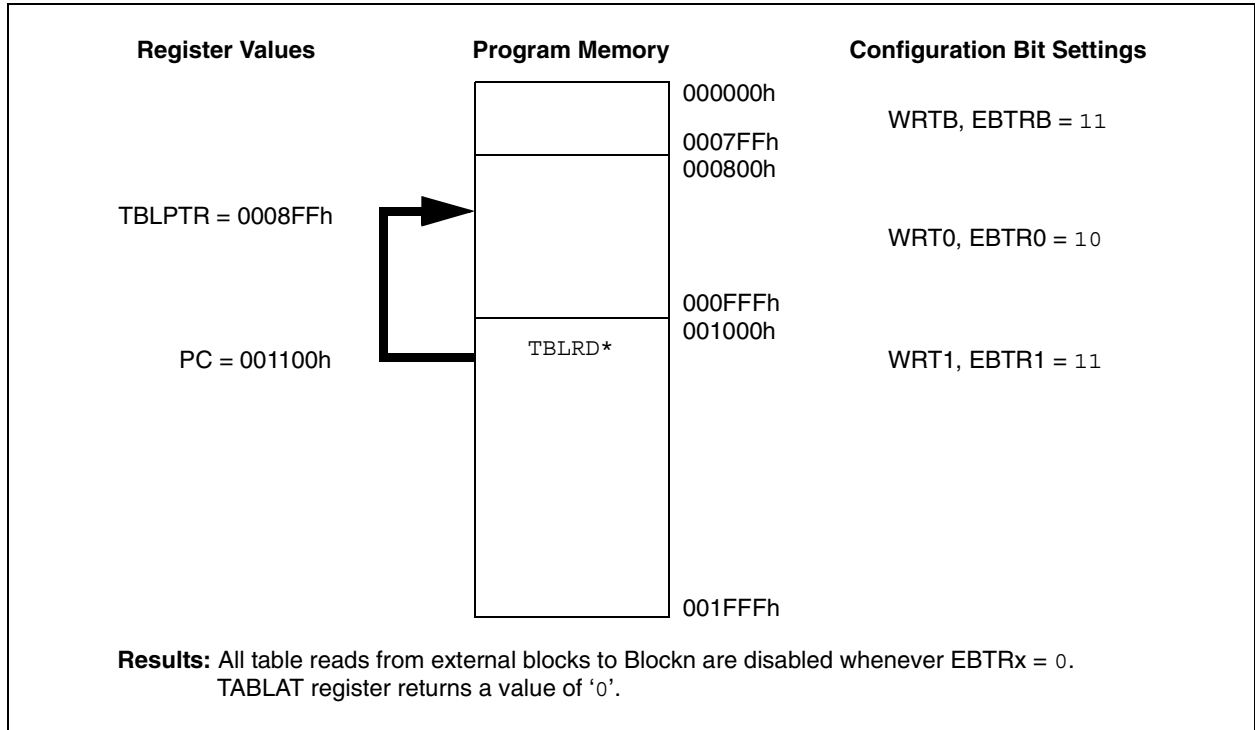 Register Values Program Memory Configuration Bit Settings
000000h
WRTB, EBTRB = 11
0007FFh
000800h
TBLPTR = 0008FFh
WRT0, EBTR0 = 10
000FFFh
001000h
TBLRD*
PC = 001100h
WRT1, EBTR1 = 11
001FFFh
Results: All table reads from external blocks to Blockn are disabled whenever EBTRx = 0.
TABLAT register returns a value of ‘0’.